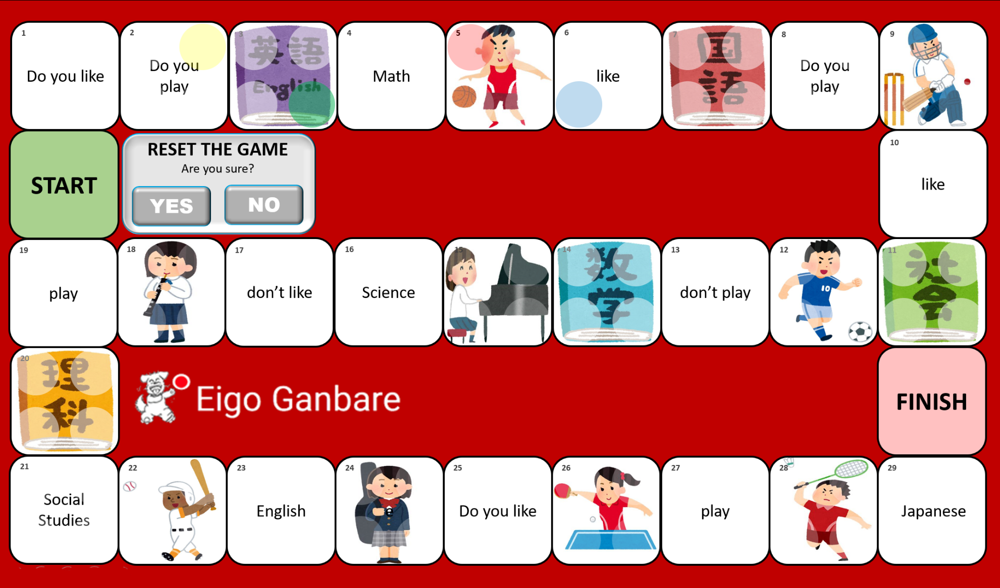 1
Do you like
2
Do you
play
3
英語
English
4
Math
5
6
like
7
国
語
8
Do you
play
9
START
RESET THE GAME
Are you sure?
YES
NO
10
like
19
play
18
17
don't like
16
Science
15
14
数
学
13
don't play
12
10
11
社
会
20
理
科
Eigo Ganbare
FINISH
21
Social
Studies
22
23
English
24
e
25
Do you like
26
27
play
28
29
Japanese